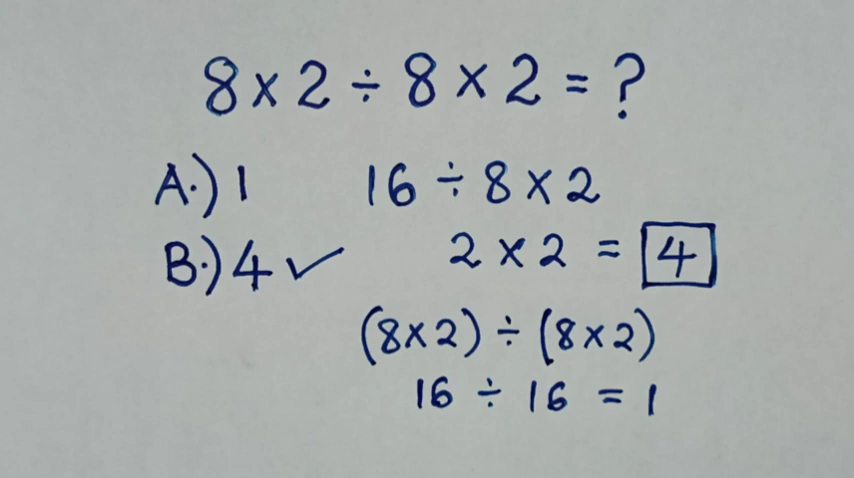 8 × 2 ÷ 8 × 2 = ?
A.) 1
B.) 4 ✓
16 ÷ 8 × 2
2 × 2 = 4
(8×2) ÷ (8×2)
16 ÷ 16 = 1